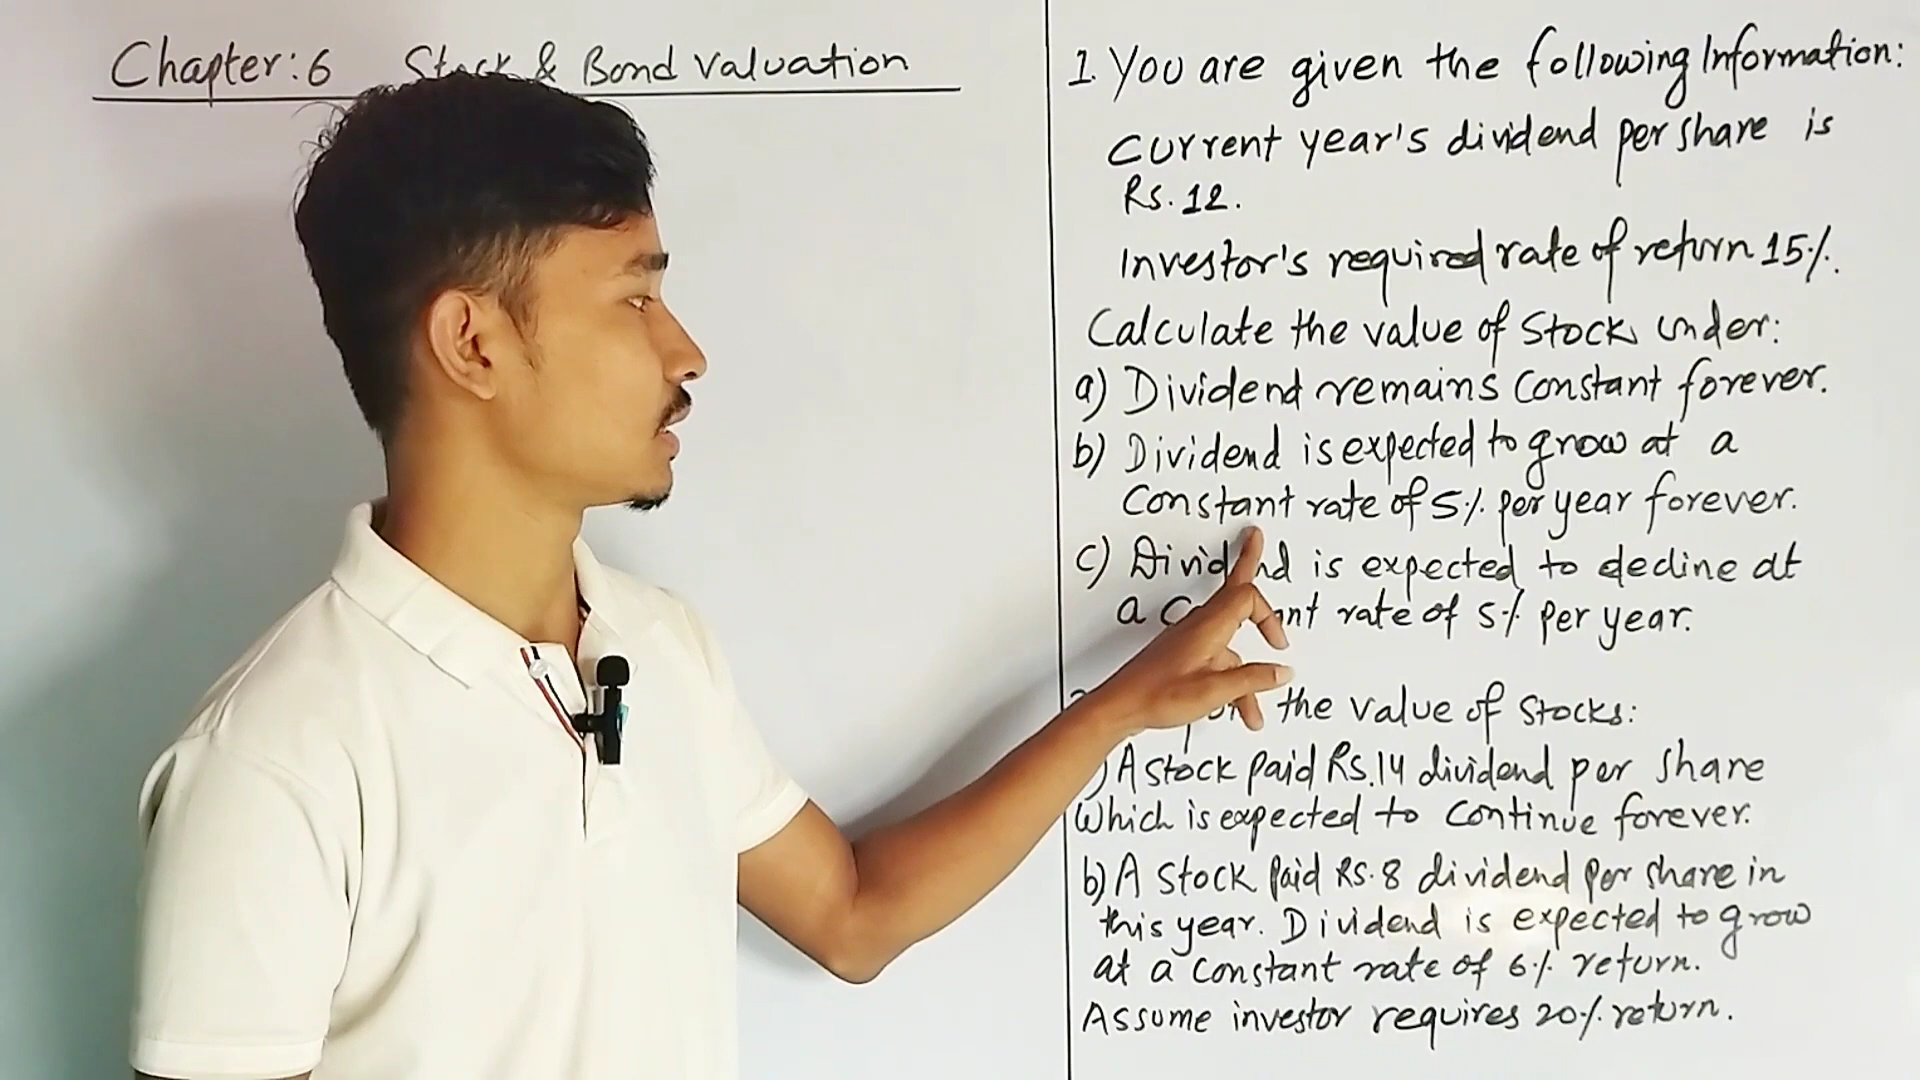 Chapter: 6 Stock & Bond Valuation
1. You are given the following Information:
Current year's dividend per share is
Rs. 12.
Investor's required rate of return 15%.
Calculate the value of Stock under:
a) Dividend remains Constant forever.
b) Dividend is expected to grow at a
Constant rate of 5% per year forever.
c) Dividend is expected to decline at
a rate of 5% per year.
the value of Stocks:
) A stock paid Rs. 14 dividend per share
Which is expected to Continue forever.
b) A Stock paid Rs. 8 dividend per share in
this year. Dividend is expected to grow
at a constant rate of 6% return.
Assume investor requires 20% return.